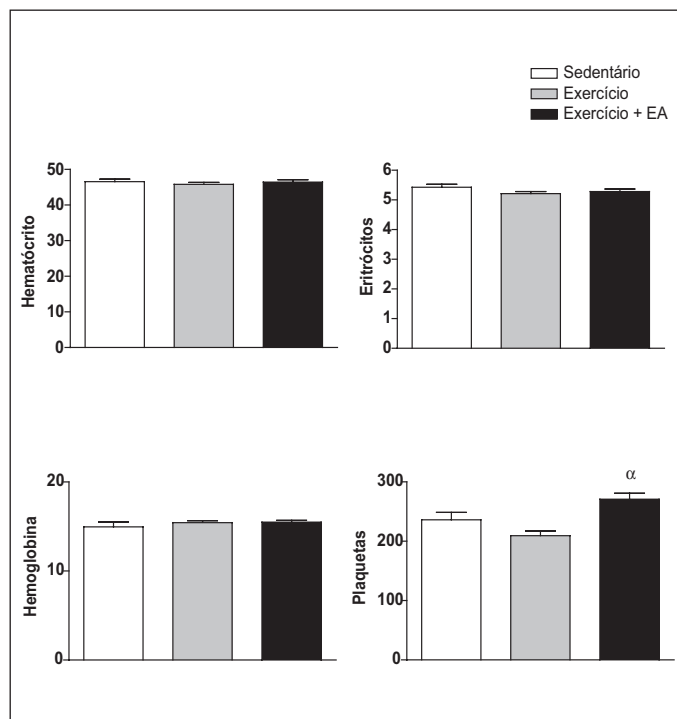 Sedentário
Exercício
Exercício + EA
Hematócrito
50
40
30
20
10
0
Eritrócitos
6
5
4
3
2
1
0
Hemoglobina
20
10
0
Plaquetas
300
200
100
0
α